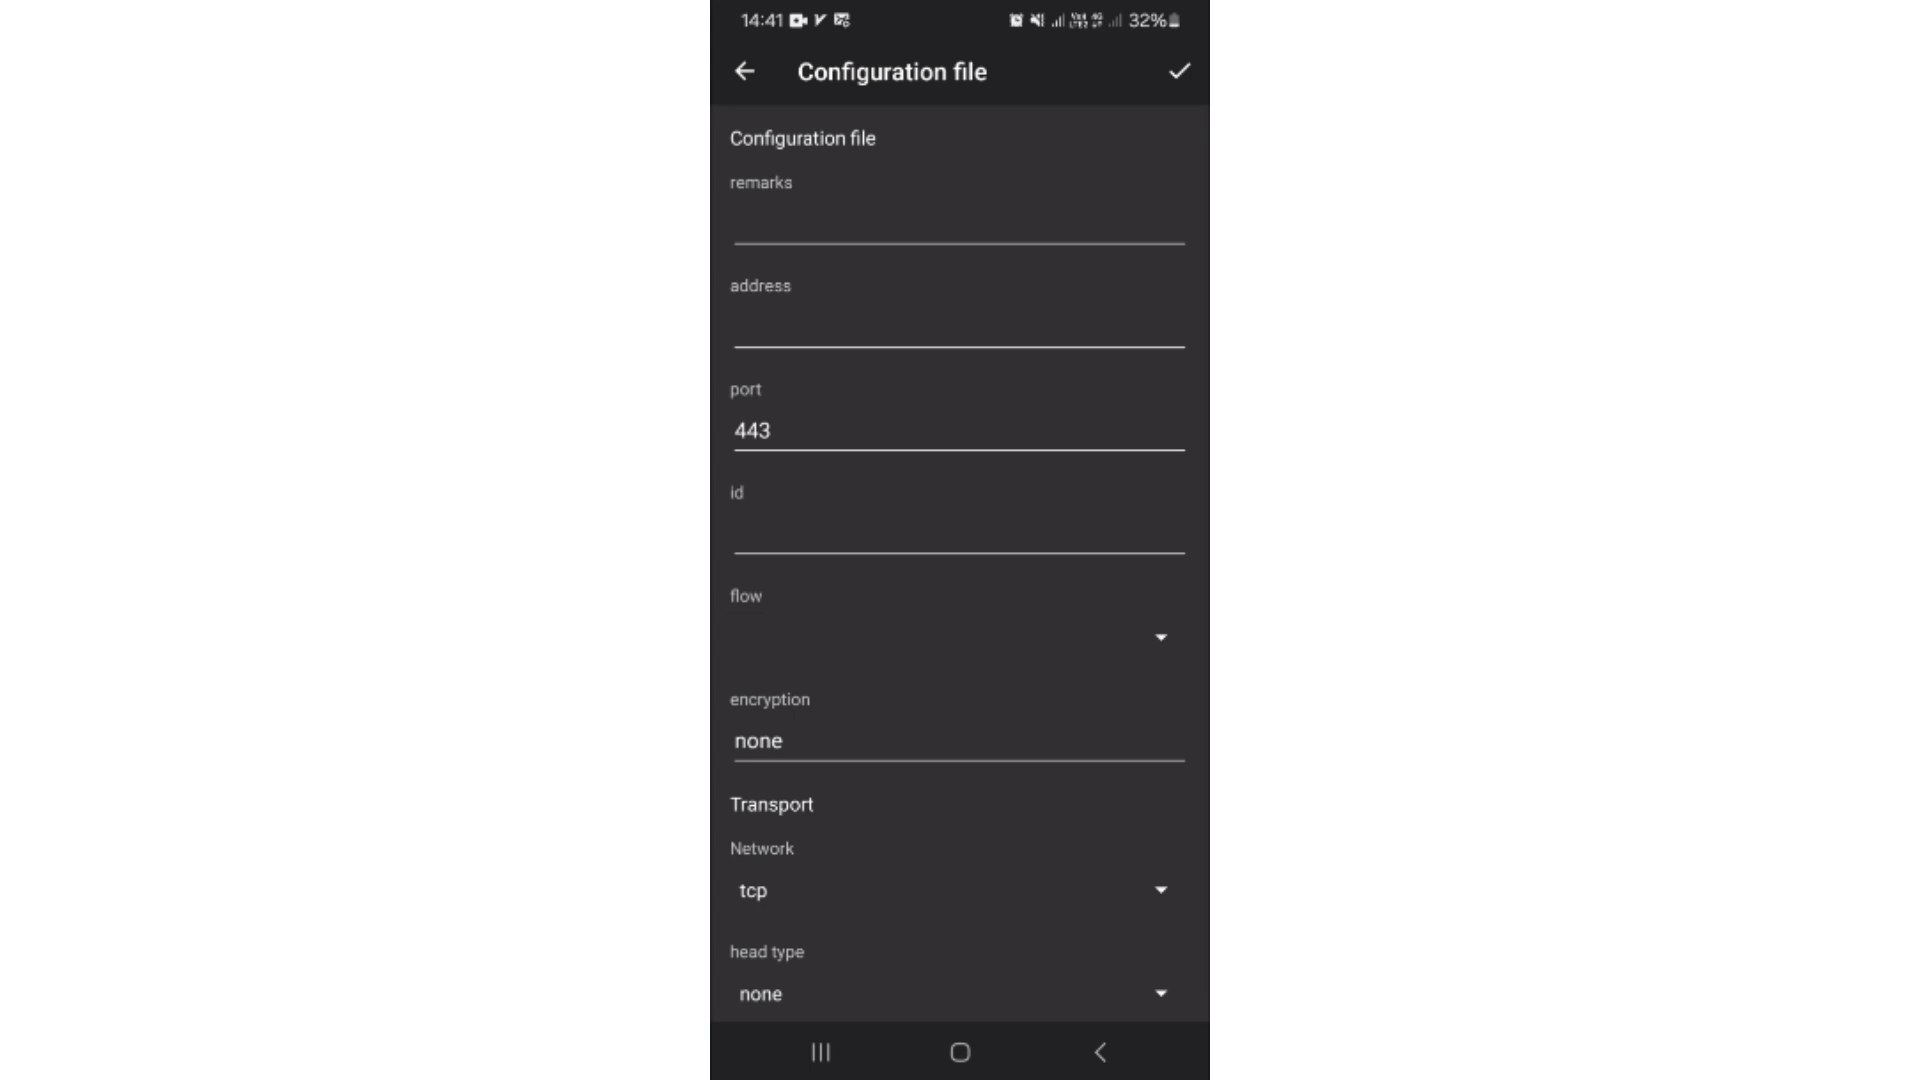 14:41 32%
Configuration file
Configuration file
remarks
address
port
443
id
flow
encryption
none
Transport
Network
tcp
head type
none